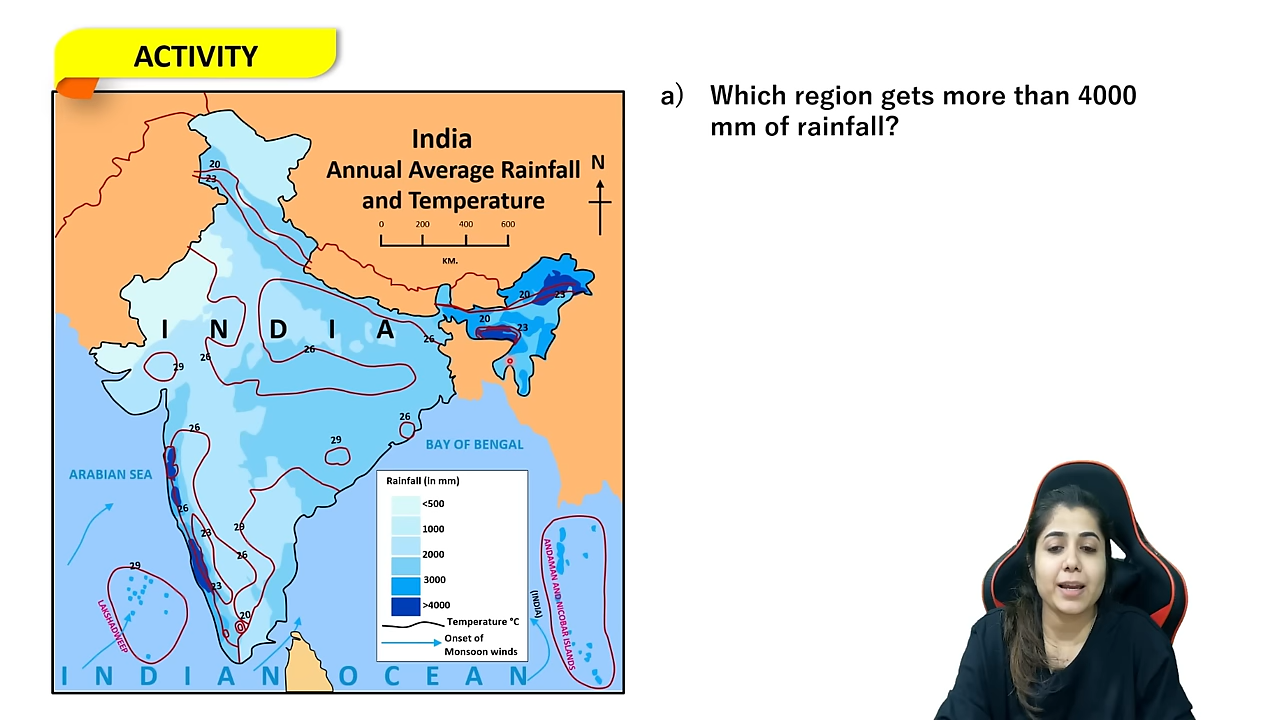 ACTIVITY
a) Which region gets more than 4000
mm of rainfall?
India
Annual Average Rainfall
and Temperature
N
0 200 400 600
KM.
20
23
20
23
20
23
I N D I A
26
26
26
29
26
29
26
26
23
29
26
23
20
29
ARABIAN SEA
BAY OF BENGAL
Rainfall (in mm)
<500
1000
2000
3000
>4000
Temperature °C
Onset of
Monsoon winds
LAKSHADWEEP
ANDAMAN AND NICOBAR ISLANDS
(INDIA)
I N D I A N O C E A N